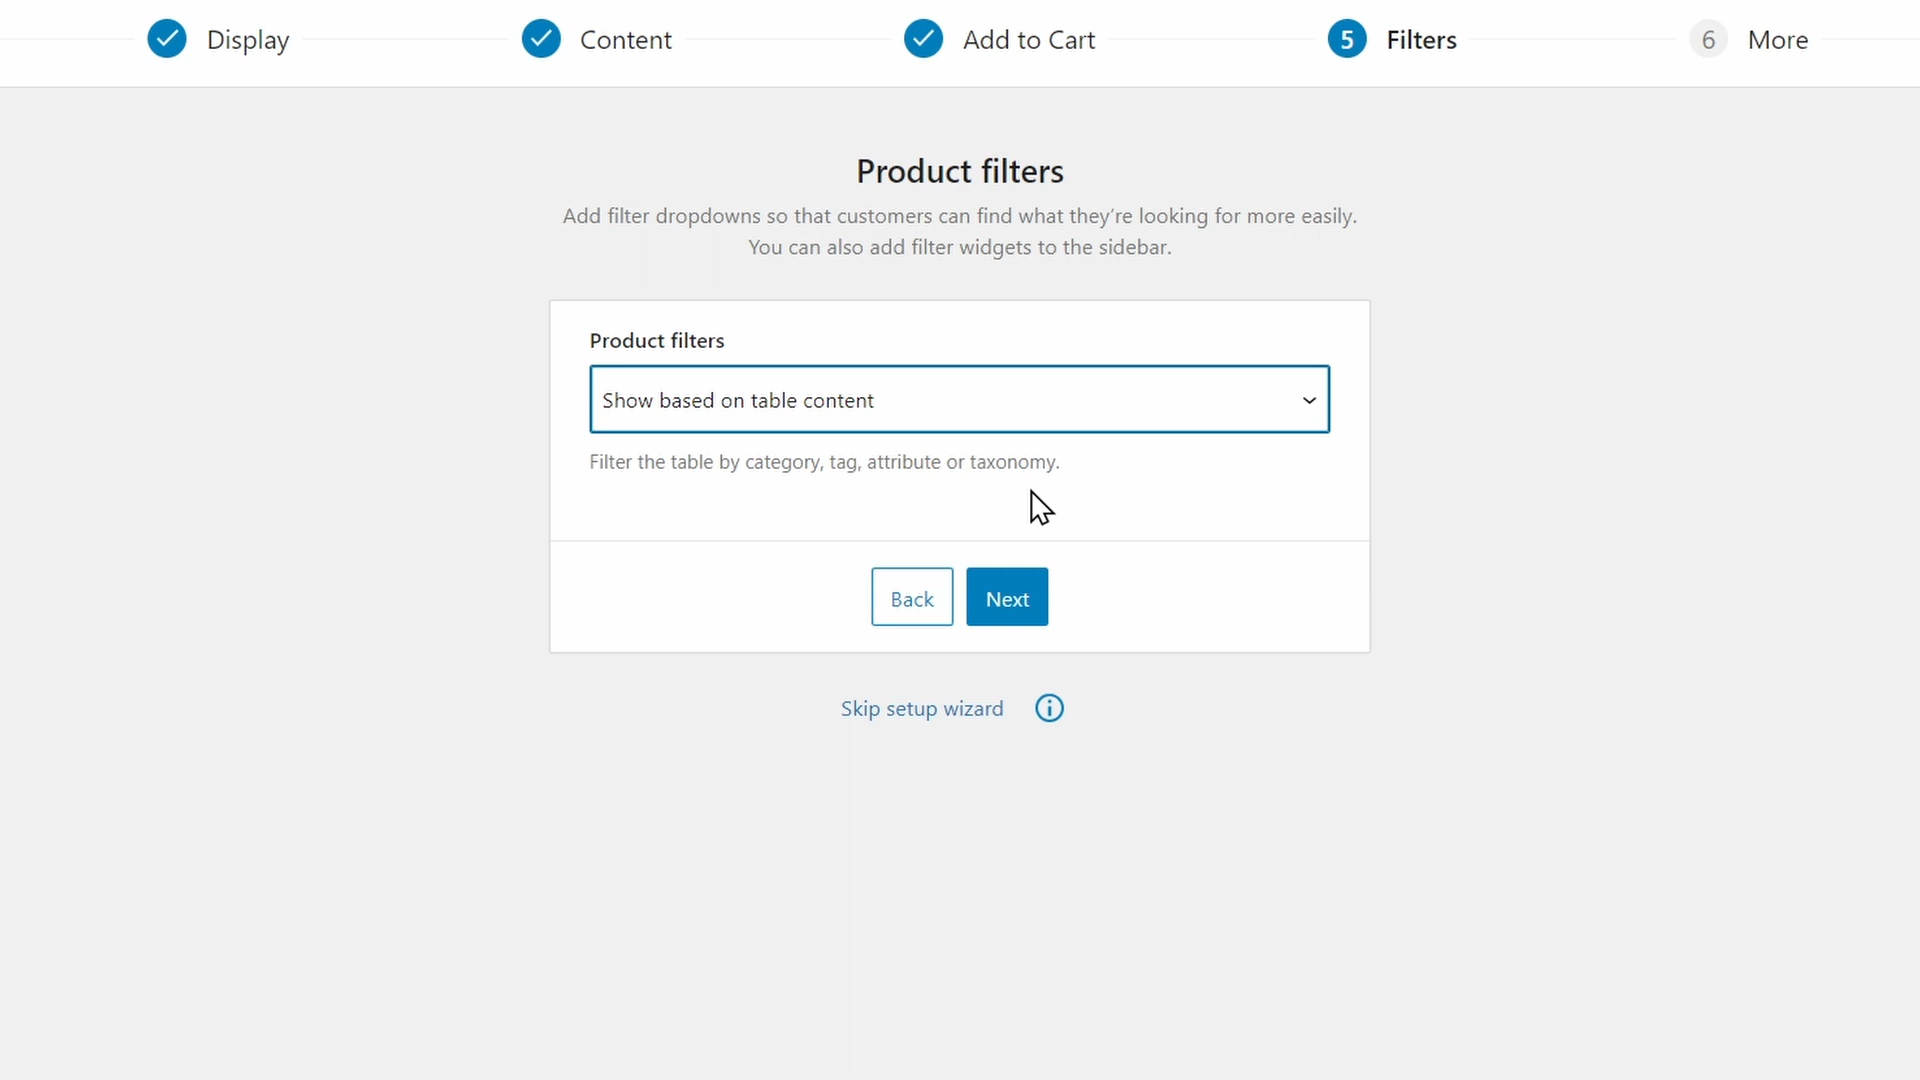 Display
Content
Add to Cart
5 Filters
6 More
Product filters
Add filter dropdowns so that customers can find what they're looking for more easily.
You can also add filter widgets to the sidebar.
Product filters
Show based on table content
Filter the table by category, tag, attribute or taxonomy.
Back
Next
Skip setup wizard